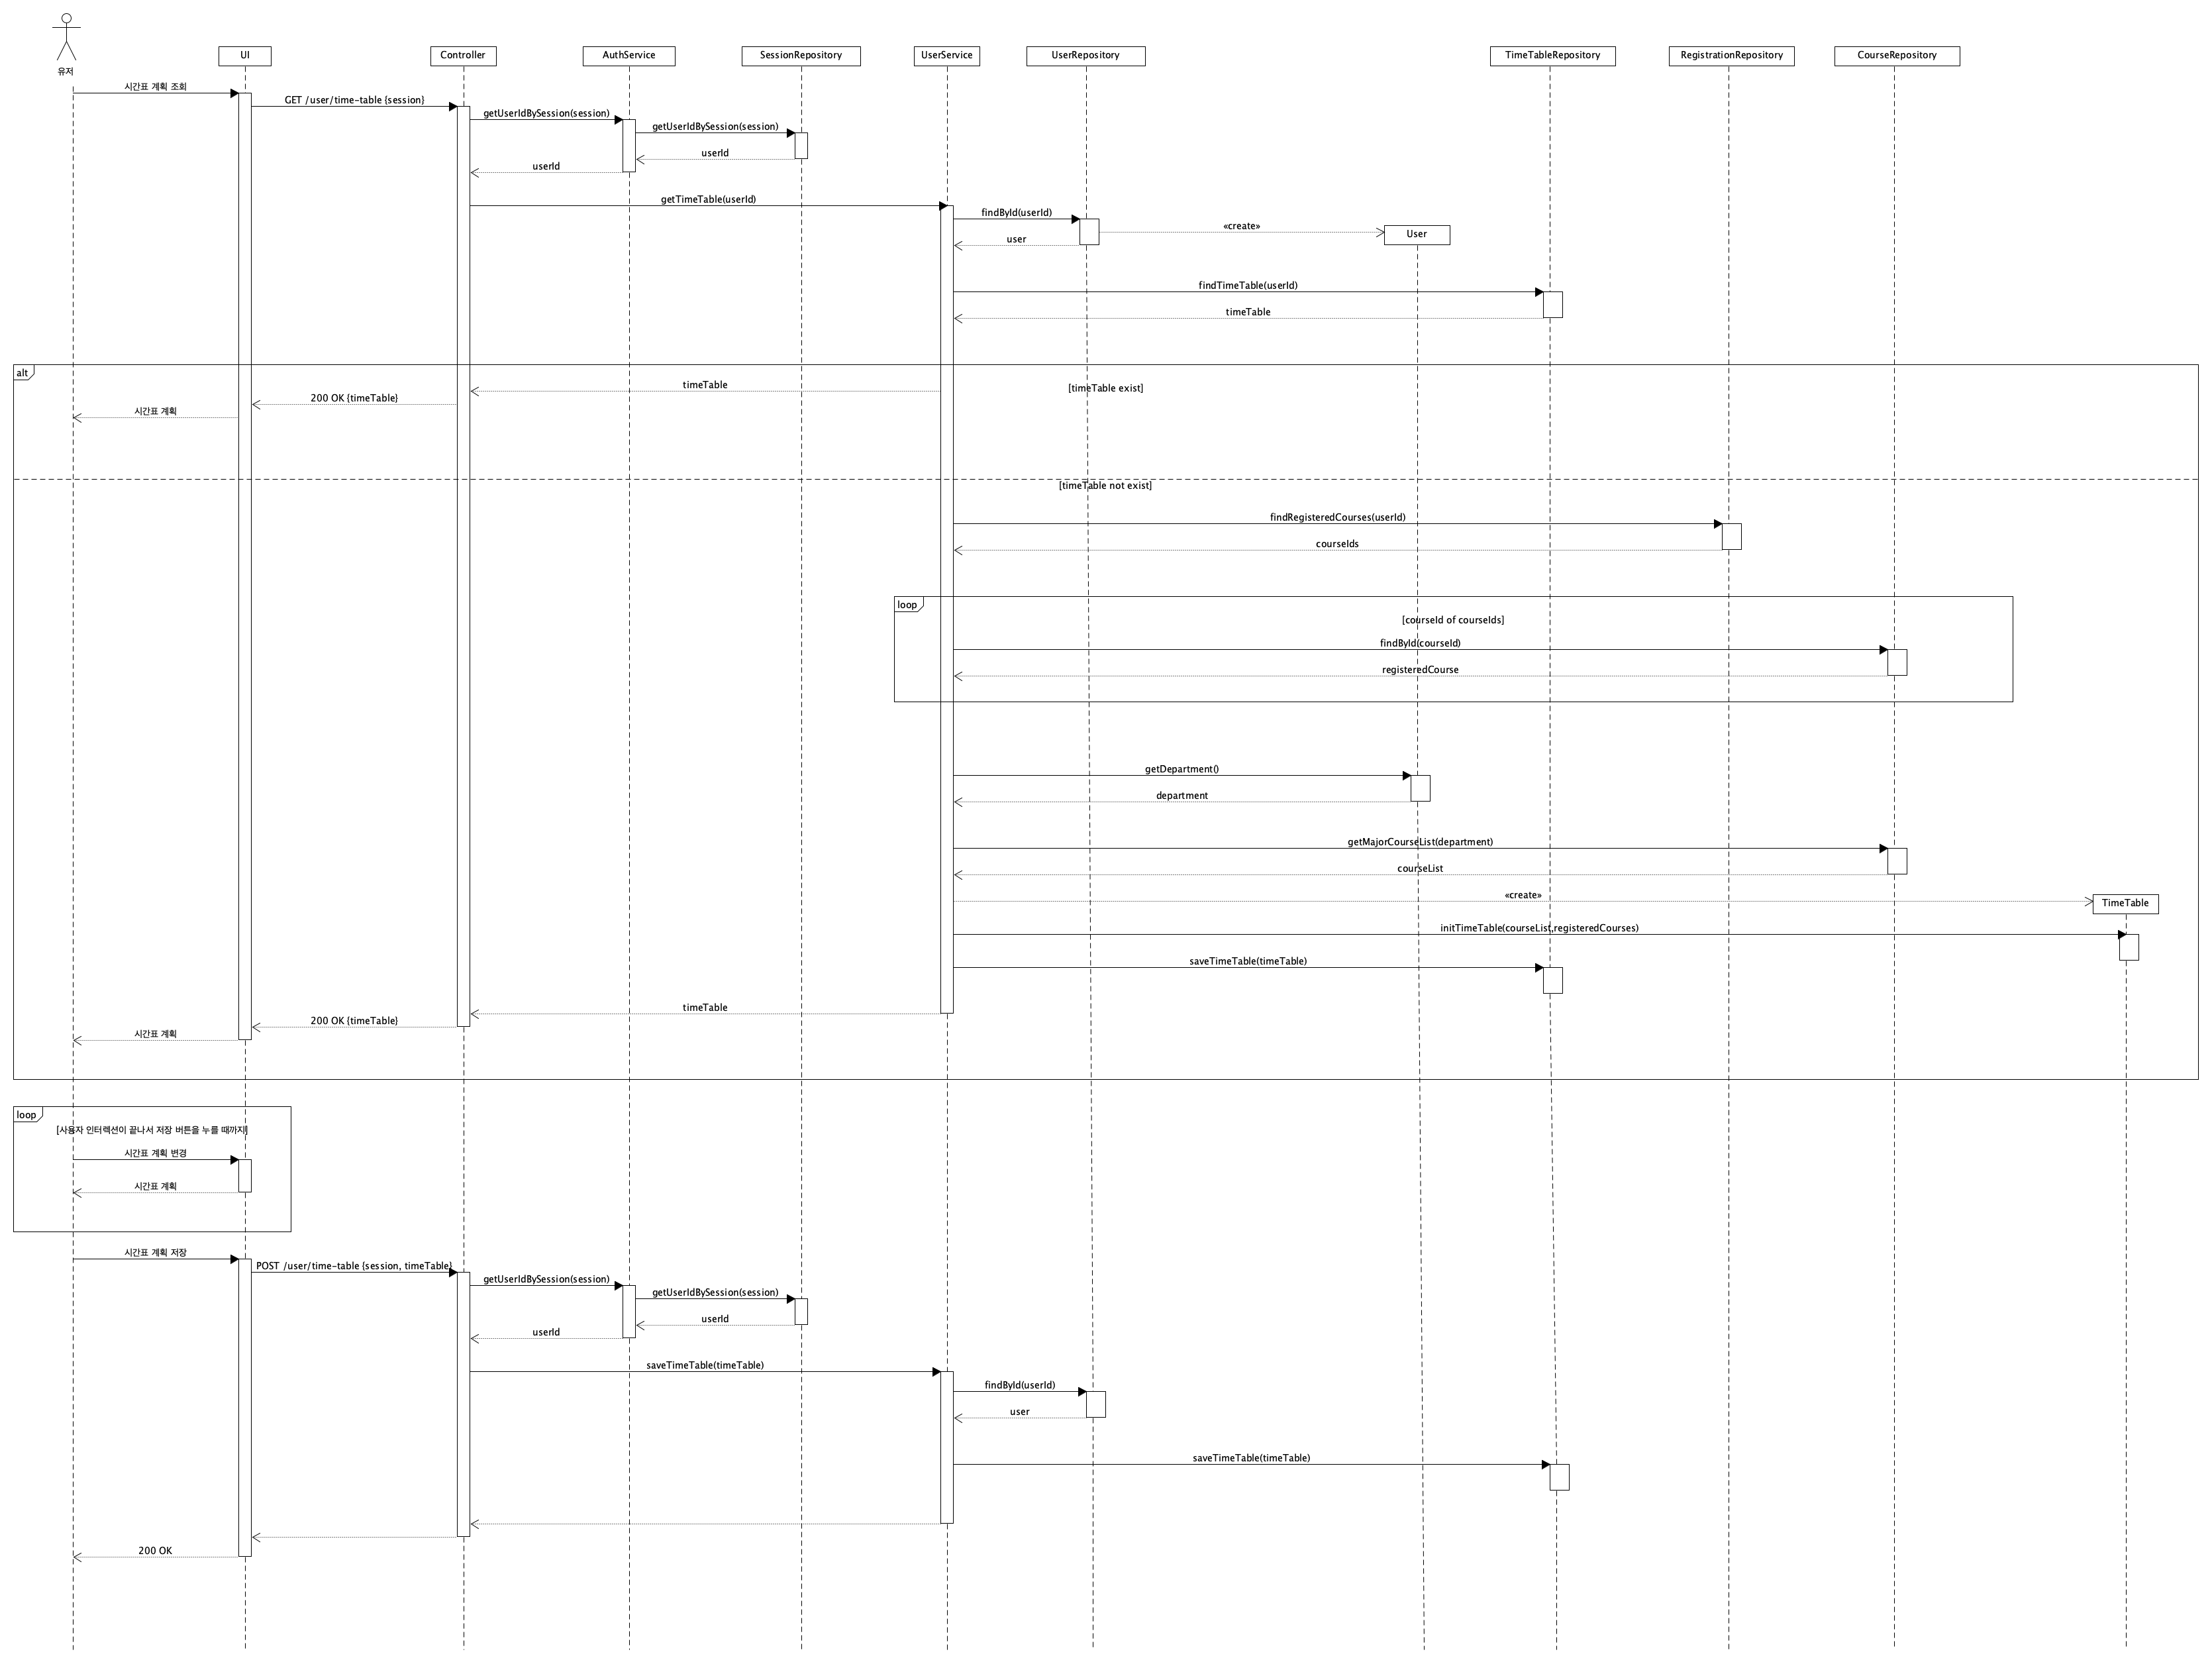 유저
UI
Controller
AuthService
SessionRepository
UserService
UserRepository
TimeTableRepository
RegistrationRepository
CourseRepository
시간표 계획 조회
GET /user/time-table {session}
getUserIdBySession(session)
getUserIdBySession(session)
userId
userId
getTimeTable(userId)
findById(userId)
«create»
User
user
findTimeTable(userId)
timeTable
alt
[timeTable exist]
timeTable
200 OK {timeTable}
시간표 계획
[timeTable not exist]
findRegisteredCourses(userId)
courseIds
loop
[courseId of courseIds]
findById(courseId)
registeredCourse
getDepartment()
department
getMajorCourseList(department)
courseList
«create»
TimeTable
initTimeTable(courseList,registeredCourses)
saveTimeTable(timeTable)
timeTable
200 OK {timeTable}
시간표 계획
loop
[사용자 인터렉션이 끝나서 저장 버튼을 누를 때까지]
시간표 계획 변경
시간표 계획
시간표 계획 저장
POST /user/time-table {session, timeTable}
getUserIdBySession(session)
getUserIdBySession(session)
userId
userId
saveTimeTable(timeTable)
findById(userId)
user
saveTimeTable(timeTable)
200 OK